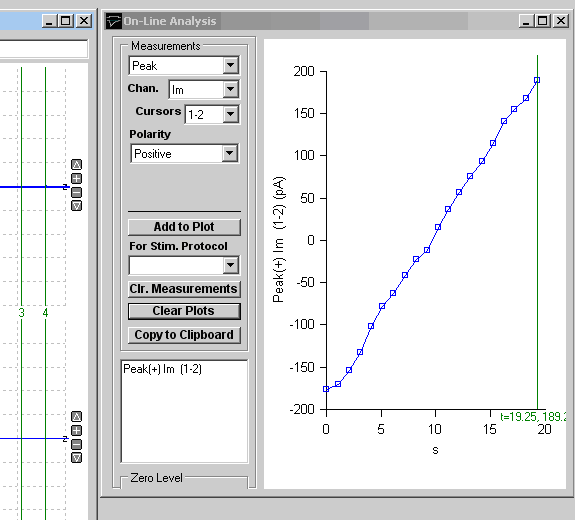 On-Line Analysis
Measurements
Peak
Chan. Im
Cursors 1-2
Polarity
Positive
Add to Plot
For Stim. Protocol
Clr. Measurements
Clear Plots
Copy to Clipboard
Peak(+) Im (1-2)
Zero Level
Peak(+) Im (1-2) (pA)
200
150
100
50
0
-50
-100
-150
-200
t=19.25, 189.2
0 5 10 15 20
s
3 4
z
z